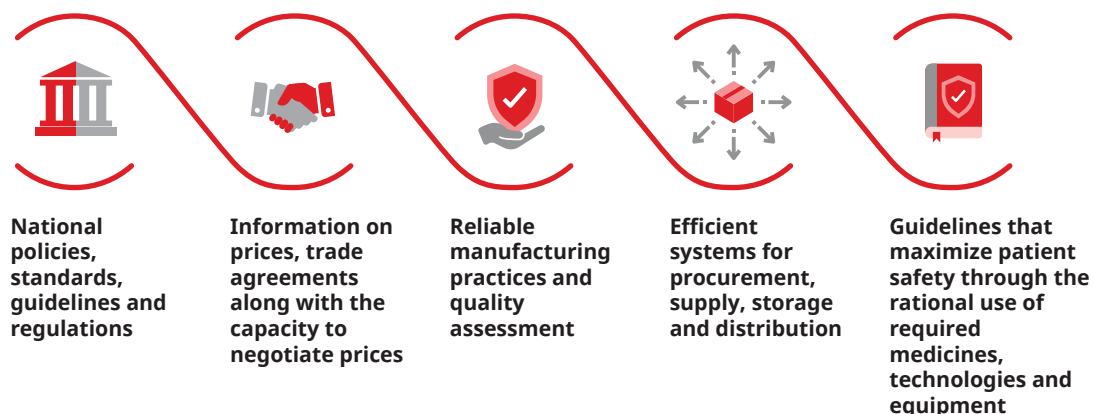 National
policies,
standards,
guidelines and
regulations
Information on
prices, trade
agreements
along with the
capacity to
negotiate prices
Reliable
manufacturing
practices and
quality
assessment
Efficient
systems for
procurement,
supply, storage
and distribution
Guidelines that
maximize patient
safety through the
rational use of
required
medicines,
technologies and
equipment